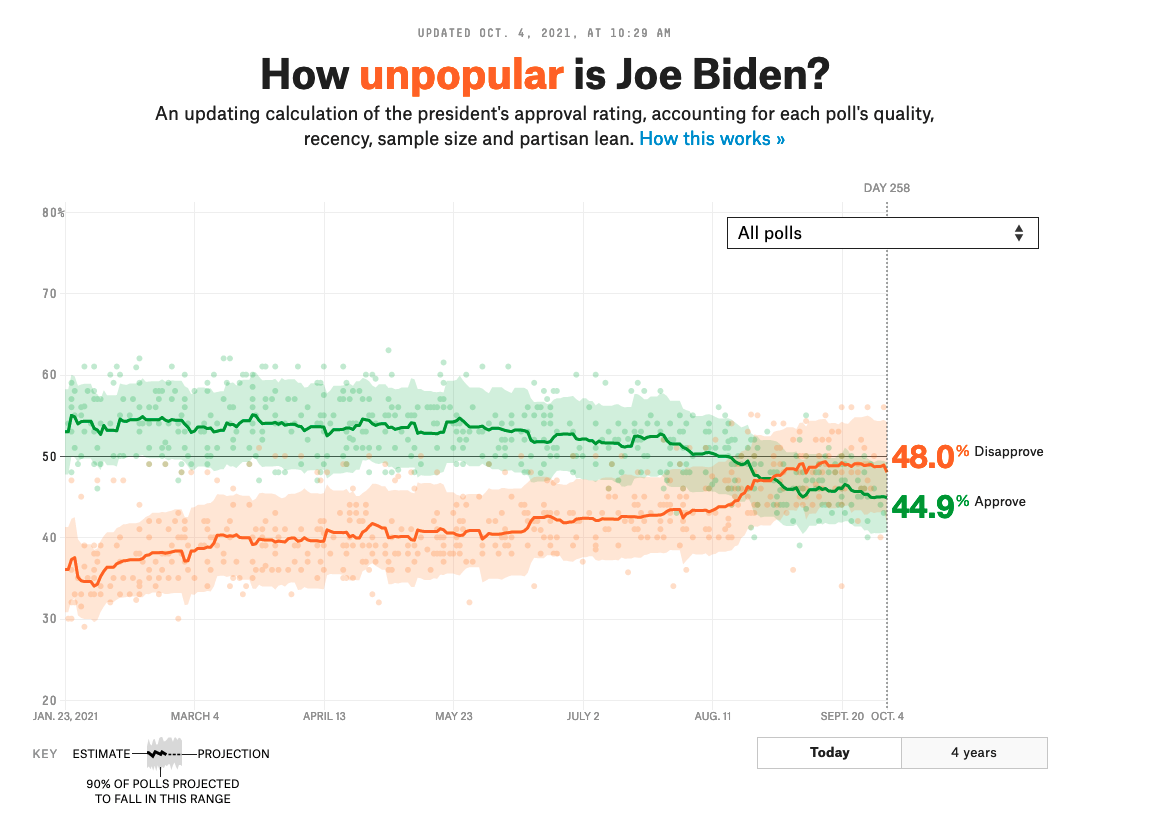 UPDATED OCT. 4, 2021, AT 10:29 AM
How unpopular is Joe Biden?
An updating calculation of the president's approval rating, accounting for each poll's quality,
recency, sample size and partisan lean. How this works »
DAY 258
All polls
80%
70
60
50
40
30
20
48.0% Disapprove
44.9% Approve
JAN. 23, 2021 MARCH 4 APRIL 13 MAY 23 JULY 2 AUG. 11 SEPT. 20 OCT. 4
KEY ESTIMATE PROJECTION
90% OF POLLS PROJECTED
TO FALL IN THIS RANGE
Today 4 years